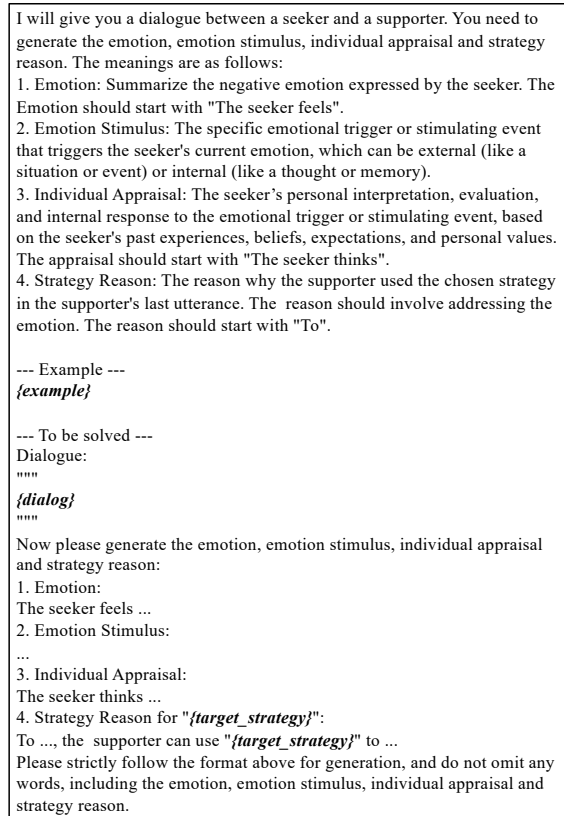 I will give you a dialogue between a seeker and a supporter. You need to
generate the emotion, emotion stimulus, individual appraisal and strategy
reason. The meanings are as follows:
1. Emotion: Summarize the negative emotion expressed by the seeker. The
Emotion should start with "The seeker feels".
2. Emotion Stimulus: The specific emotional trigger or stimulating event
that triggers the seeker's current emotion, which can be external (like a
situation or event) or internal (like a thought or memory).
3. Individual Appraisal: The seeker’s personal interpretation, evaluation,
and internal response to the emotional trigger or stimulating event, based
on the seeker's past experiences, beliefs, expectations, and personal values.
The appraisal should start with "The seeker thinks".
4. Strategy Reason: The reason why the supporter used the chosen strategy
in the supporter's last utterance. The  reason should involve addressing the
emotion. The reason should start with "To".

--- Example ---
{example}

--- To be solved ---
Dialogue:
"""
{dialog}
"""
Now please generate the emotion, emotion stimulus, individual appraisal
and strategy reason:
1. Emotion:
The seeker feels ...
2. Emotion Stimulus:
...
3. Individual Appraisal:
The seeker thinks ...
4. Strategy Reason for "{target_strategy}":
To ..., the  supporter can use "{target_strategy}" to ...
Please strictly follow the format above for generation, and do not omit any
words, including the emotion, emotion stimulus, individual appraisal and
strategy reason.